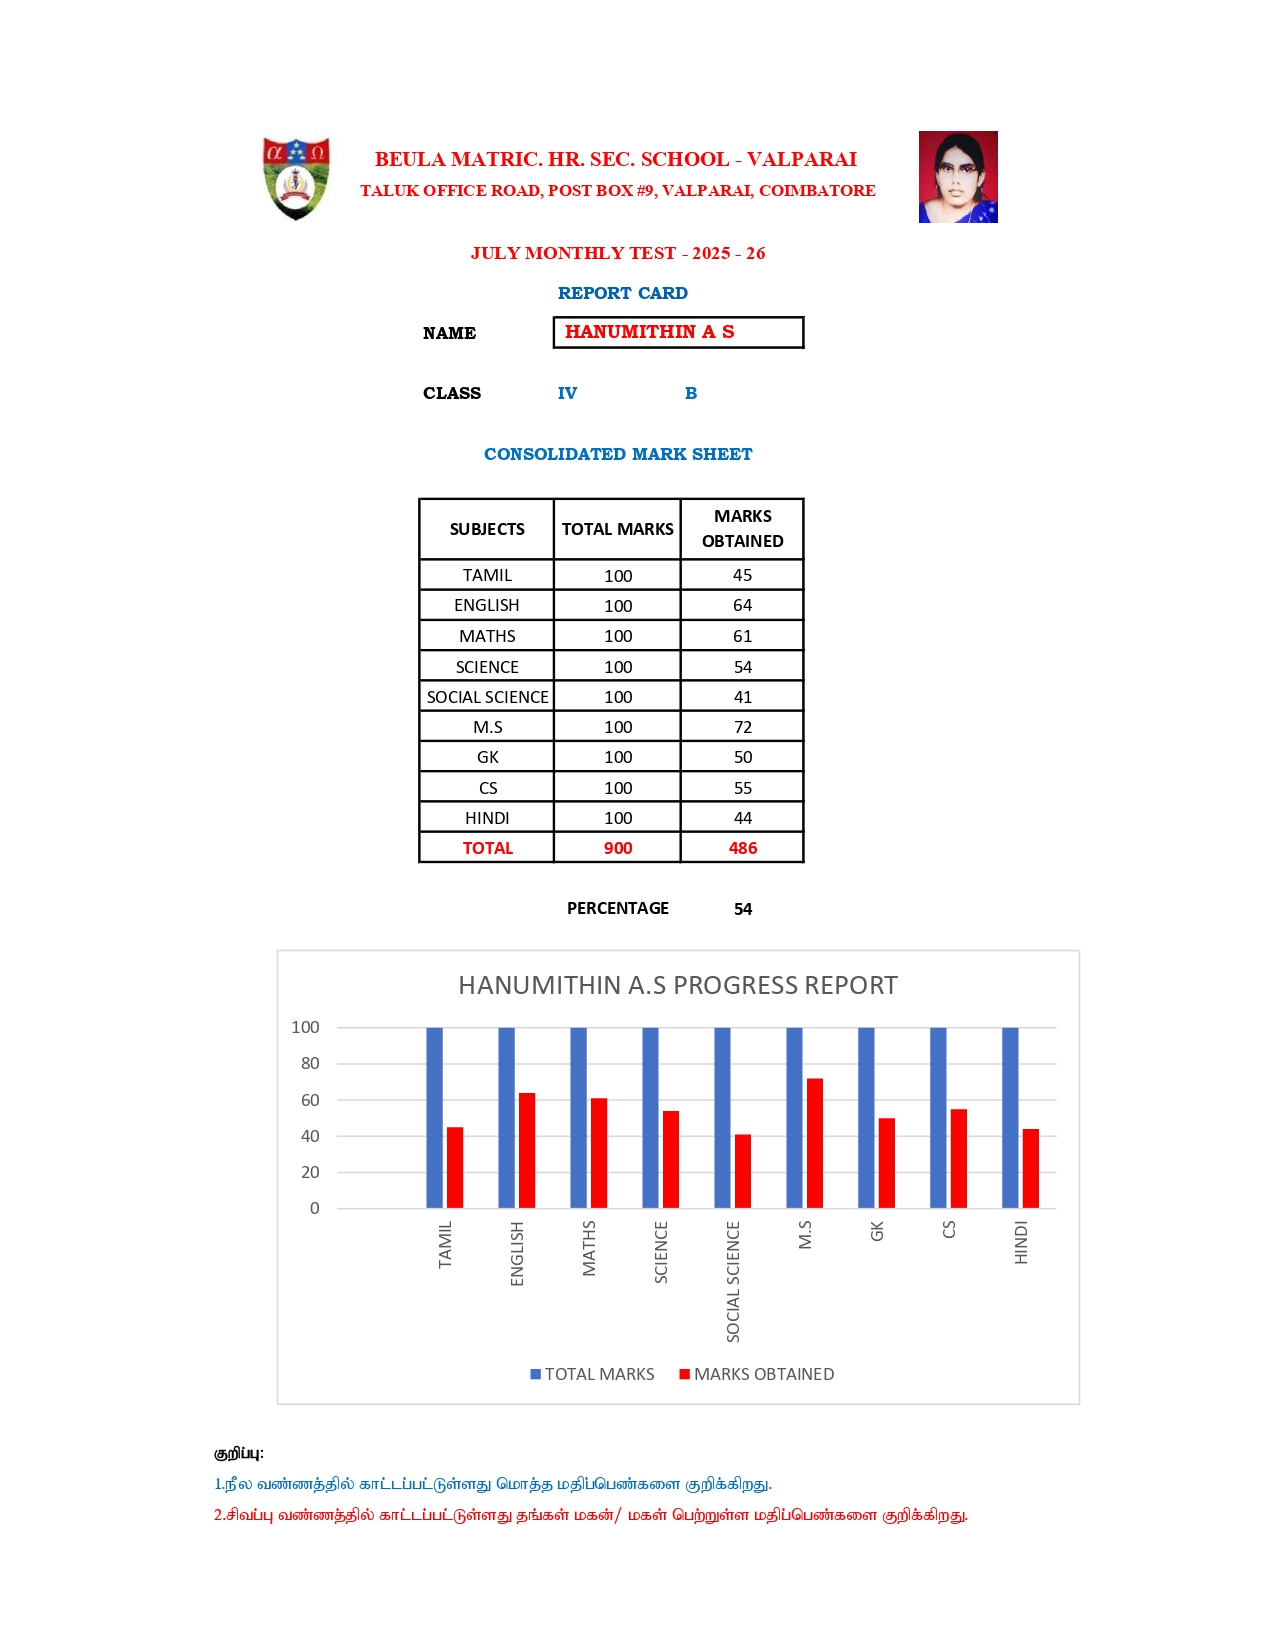 α Ω
BEULA MATRIC. HR. SEC. SCHOOL - VALPARAI
TALUK OFFICE ROAD, POST BOX #9, VALPARAI, COIMBATORE
JULY MONTHLY TEST - 2025 - 26
REPORT CARD
NAME HANUMITHIN A S
CLASS IV B
CONSOLIDATED MARK SHEET
SUBJECTS TOTAL MARKS MARKS OBTAINED
TAMIL 100 45
ENGLISH 100 64
MATHS 100 61
SCIENCE 100 54
SOCIAL SCIENCE 100 41
M.S 100 72
GK 100 50
CS 100 55
HINDI 100 44
TOTAL 900 486
PERCENTAGE 54
HANUMITHIN A.S PROGRESS REPORT
100
80
60
40
20
0
TAMIL ENGLISH MATHS SCIENCE SOCIAL SCIENCE M.S GK CS HINDI
TOTAL MARKS MARKS OBTAINED
குறிப்பு:
1.நீல வண்ணத்தில் காட்டப்பட்டுள்ளது மொத்த மதிப்பெண்களை குறிக்கிறது.
2.சிவப்பு வண்ணத்தில் காட்டப்பட்டுள்ளது தங்கள் மகன்/ மகள் பெற்றுள்ள மதிப்பெண்களை குறிக்கிறது.